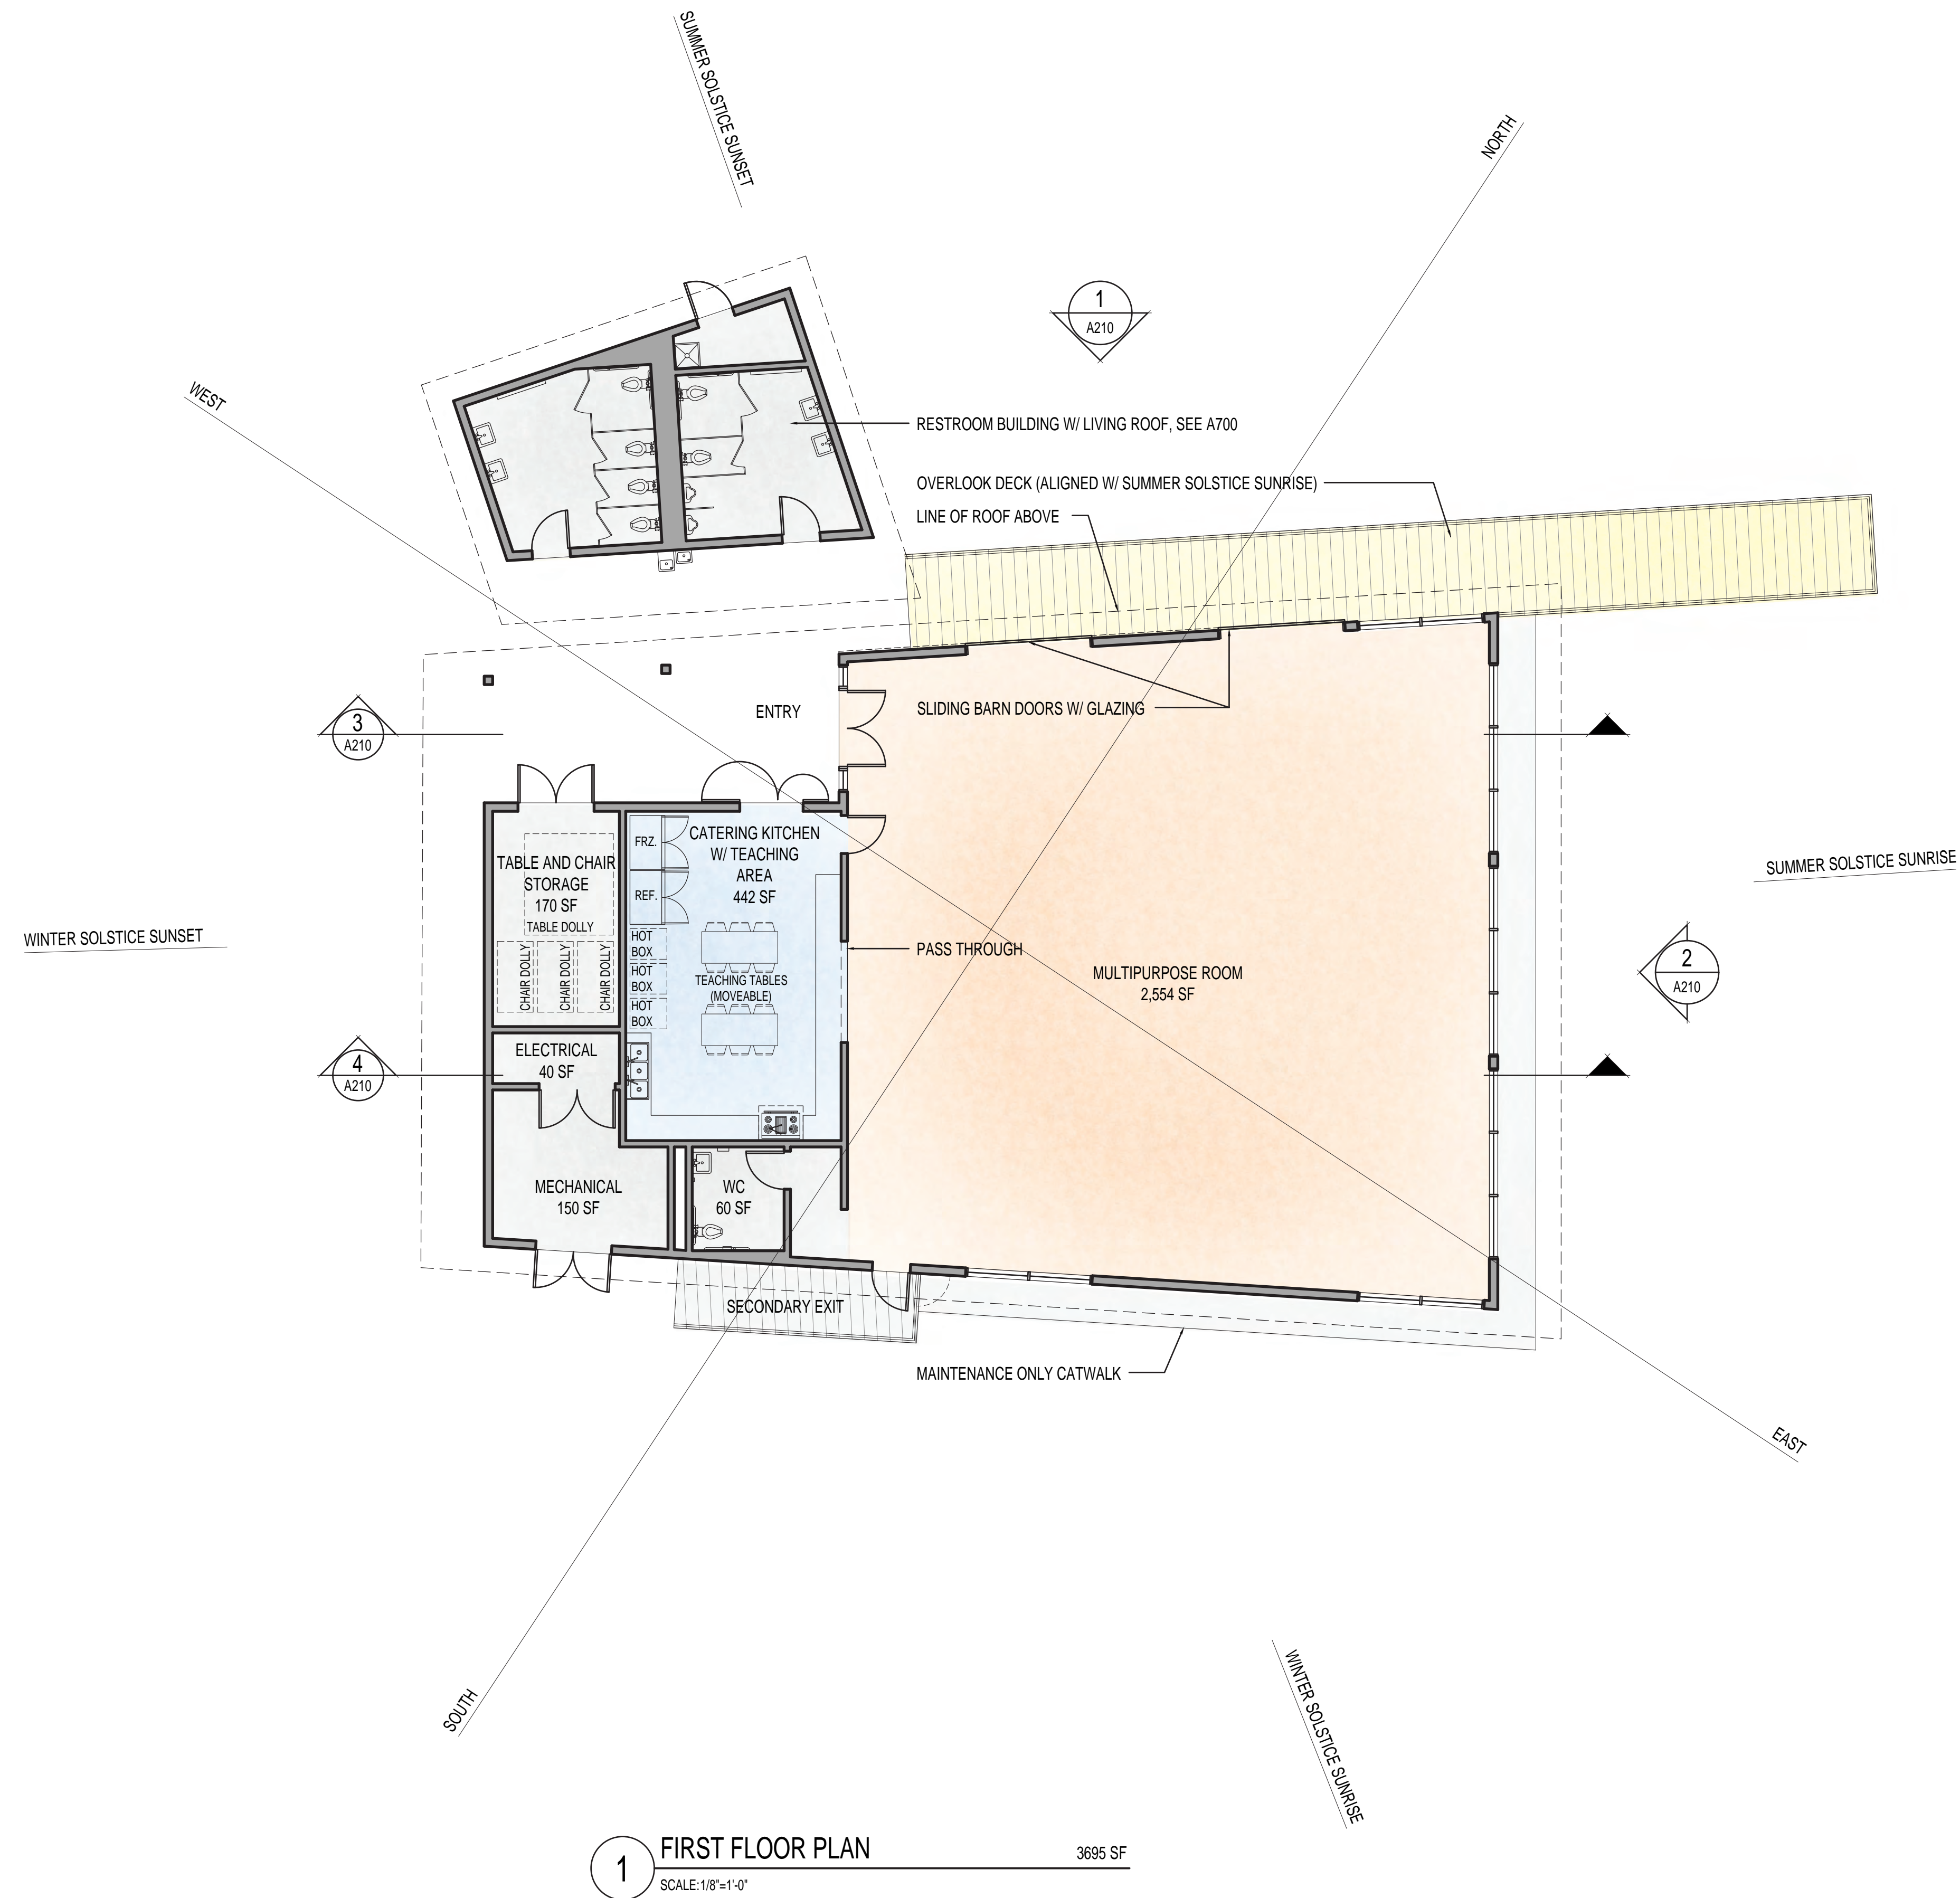 SUMMER SOLSTICE SUNSET
NORTH
1
A210
WEST
RESTROOM BUILDING W/ LIVING ROOF, SEE A700
OVERLOOK DECK (ALIGNED W/ SUMMER SOLSTICE SUNRISE)
LINE OF ROOF ABOVE
3
A210
ENTRY
SLIDING BARN DOORS W/ GLAZING
FRZ.
CATERING KITCHEN
W/ TEACHING
AREA
442 SF
TABLE AND CHAIR
STORAGE
170 SF
TABLE DOLLY
REF.
SUMMER SOLSTICE SUNRISE
WINTER SOLSTICE SUNSET
CHAIR DOLLY
CHAIR DOLLY
CHAIR DOLLY
HOT
BOX
HOT
BOX
HOT
BOX
TEACHING TABLES
(MOVEABLE)
PASS THROUGH
MULTIPURPOSE ROOM
2,554 SF
2
A210
4
A210
ELECTRICAL
40 SF
MECHANICAL
150 SF
WC
60 SF
SECONDARY EXIT
MAINTENANCE ONLY CATWALK
EAST
SOUTH
WINTER SOLSTICE SUNRISE
1
FIRST FLOOR PLAN
3695 SF
SCALE:1/8"=1'-0"